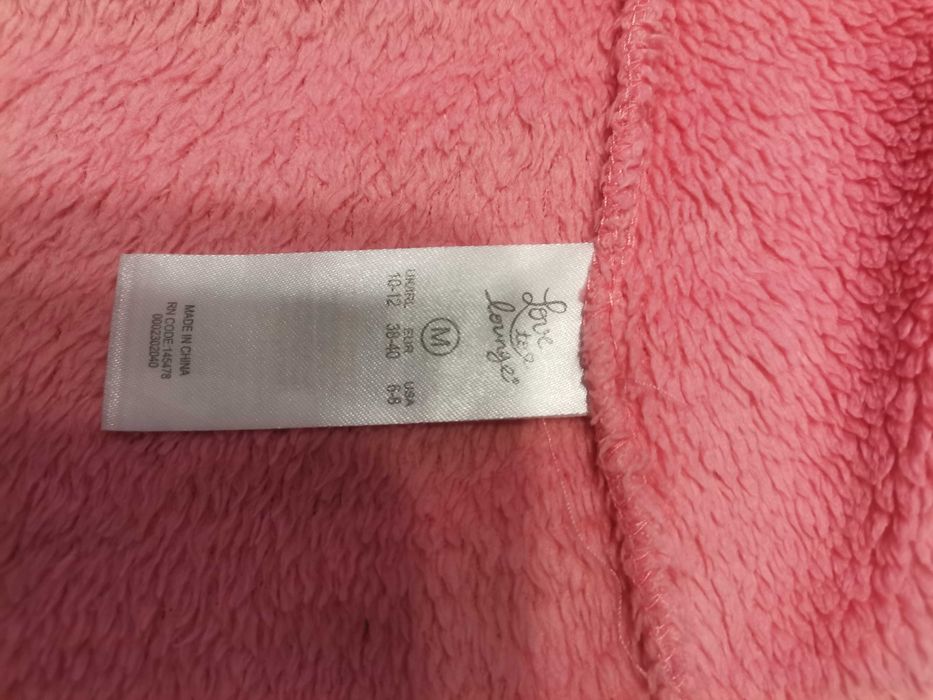 Love
to
lounge®
M
UK/IRL EUR USA
10-12 38-40 6-8
MADE IN CHINA
RN CODE:145478
0002302040